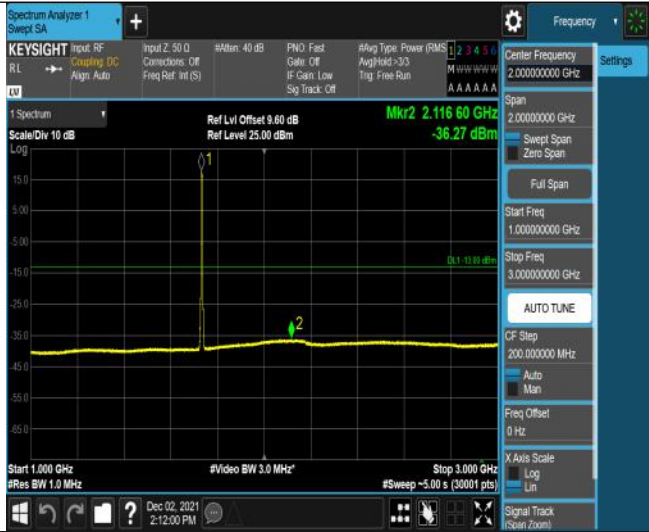 Spectrum Analyzer 1
Swept SA
Frequency
KEYSIGHT
RL
Input: RF
Coupling: DC
Align: Auto
Input Z: 50 Ω
Corrections: Off
Freq Ref: Int (S)
#Atten: 40 dB
PNO: Fast
Gate: Off
IF Gain: Low
Sig Track: Off
#Avg Type: Power (RMS
Avg|Hold:>3/3
Trig: Free Run
1 2 3 4 5 6
M W W W W W
A A A A A A
LV
1 Spectrum
Scale/Div 10 dB
Log
Ref Lvl Offset 9.60 dB
Ref Level 25.00 dBm
Mkr2 2.116 60 GHz
-36.27 dBm
1
15.0
5.00
-5.00
DL1 -13.00 dBm
-15.0
-25.0
2
-35.0
-45.0
-55.0
-65.0
Start 1.000 GHz
#Res BW 1.0 MHz
#Video BW 3.0 MHz*
Stop 3.000 GHz
#Sweep ~5.00 s (30001 pts)
?
Dec 02, 2021
2:12:00 PM
Settings
Center Frequency
2.000000000 GHz
Span
2.00000000 GHz
Swept Span
Zero Span
Full Span
Start Freq
1.000000000 GHz
Stop Freq
3.000000000 GHz
AUTO TUNE
CF Step
200.000000 MHz
Auto
Man
Freq Offset
0 Hz
X Axis Scale
Log
Lin
Signal Track
(Span Zoom)